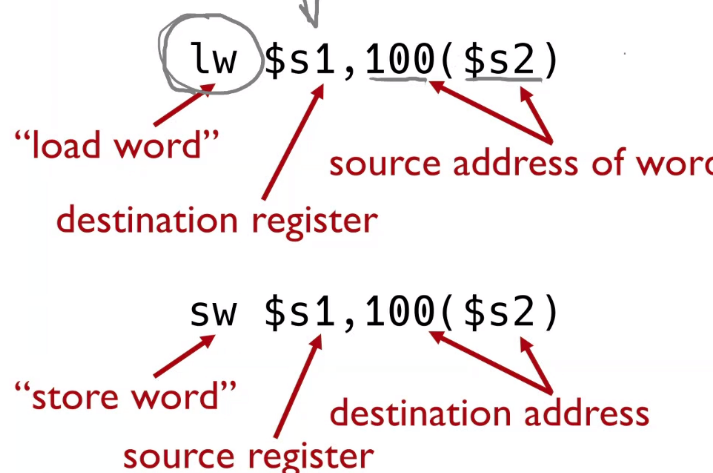 lw $s1,100($s2)
“load word”
source address of word
destination register
sw $s1,100($s2)
“store word”
destination address
source register